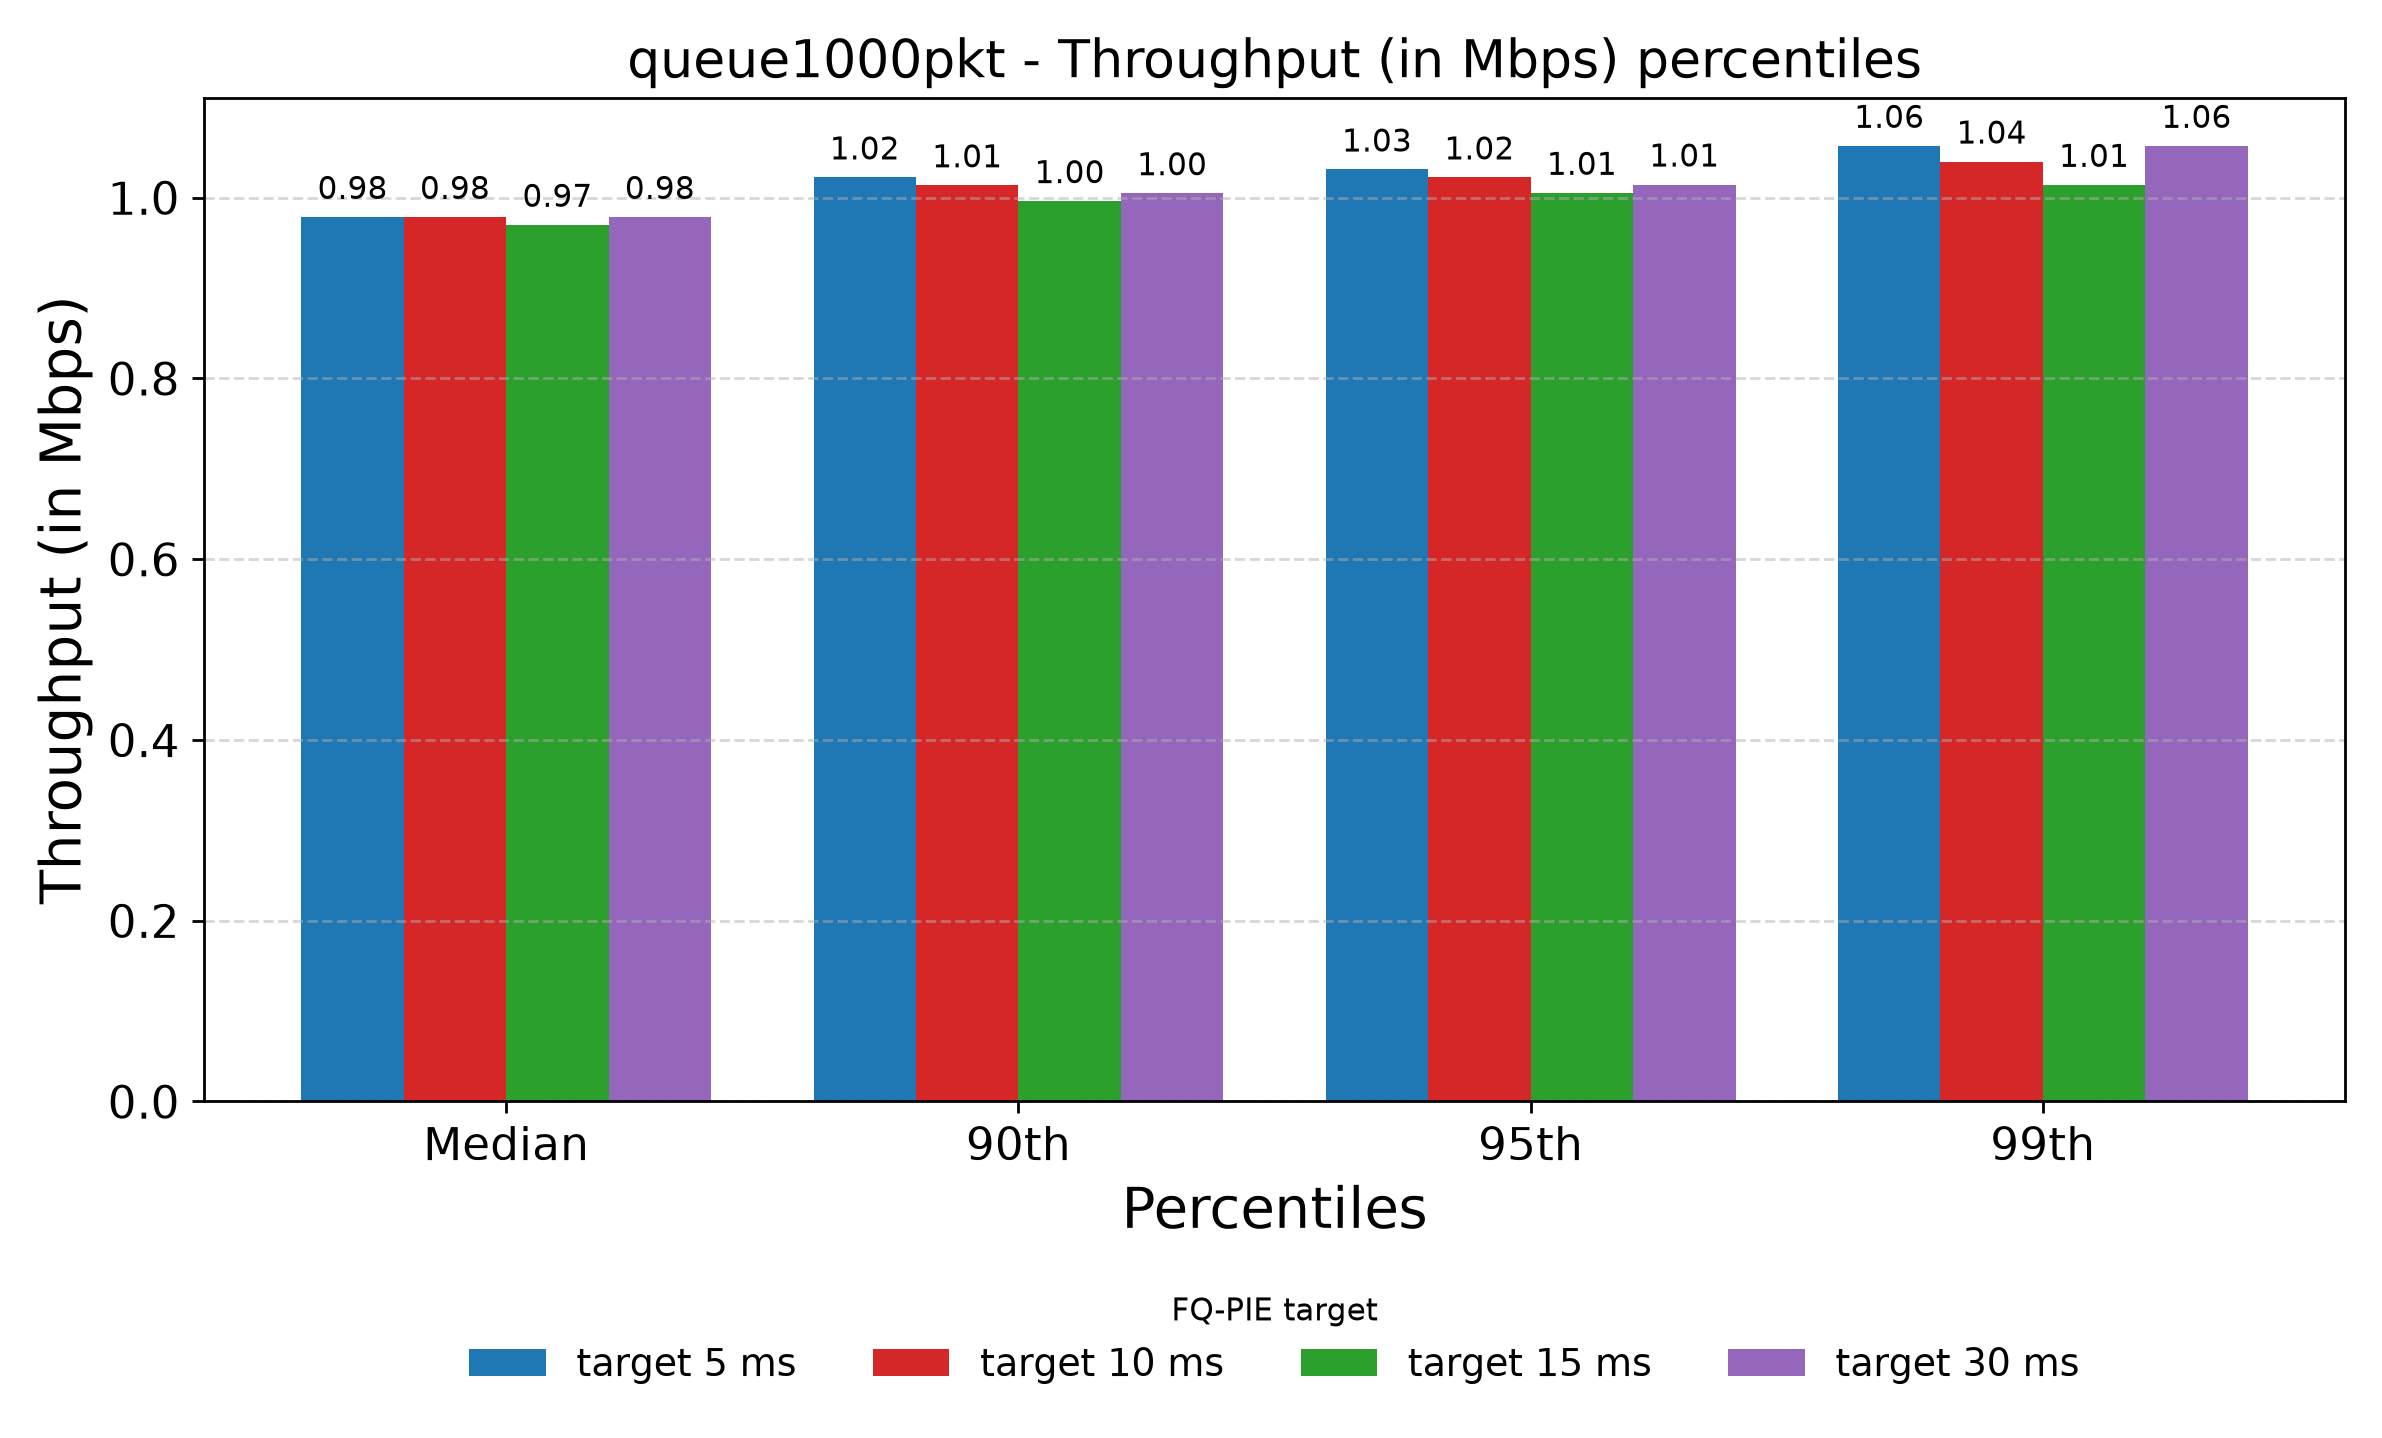 queue1000pkt - Throughput (in Mbps) percentiles
Throughput (in Mbps)
1.0
0.8
0.6
0.4
0.2
0.0
0.98 0.98 0.97 0.98
1.02 1.01 1.00 1.00
1.03 1.02 1.01 1.01
1.06 1.04 1.01 1.06
Median 90th 95th 99th
Percentiles
FQ-PIE target
target 5 ms target 10 ms target 15 ms target 30 ms